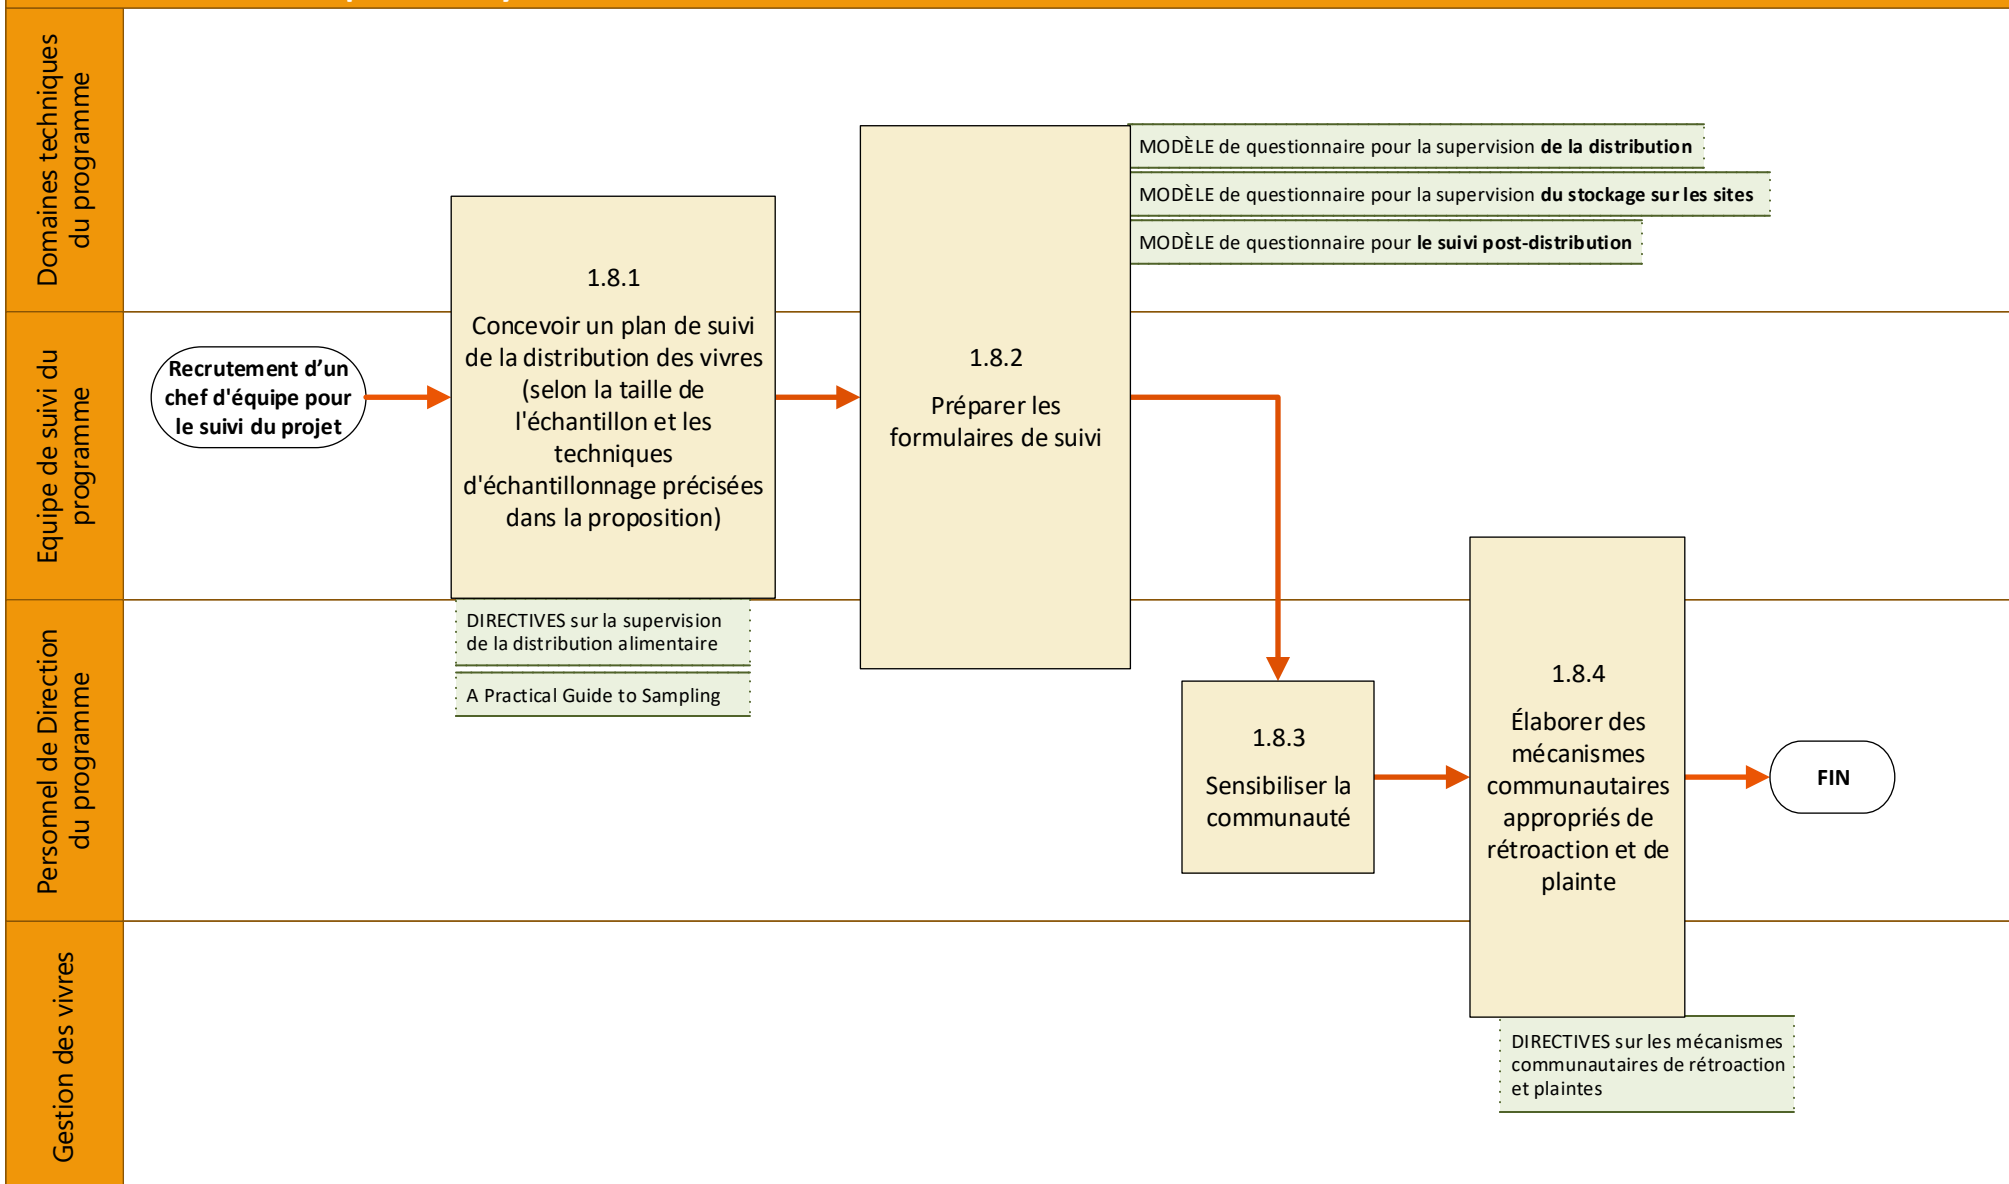 Domaines techniques
du programme
MODÈLE de questionnaire pour la supervision de la distribution
MODÈLE de questionnaire pour la supervision du stockage sur les sites
MODÈLE de questionnaire pour le suivi post-distribution
Equipe de suivi du
programme
Recrutement d’un
chef d'équipe pour
le suivi du projet
1.8.1
Concevoir un plan de suivi
de la distribution des vivres
(selon la taille de
l'échantillon et les
techniques
d'échantillonnage précisées
dans la proposition)
DIRECTIVES sur la supervision
de la distribution alimentaire
A Practical Guide to Sampling
1.8.2
Préparer les
formulaires de suivi
Personnel de Direction
du programme
1.8.3
Sensibiliser la
communauté
1.8.4
Élaborer des
mécanismes
communautaires
appropriés de
rétroaction et de
plainte
FIN
Gestion des vivres
DIRECTIVES sur les mécanismes
communautaires de rétroaction
et plaintes